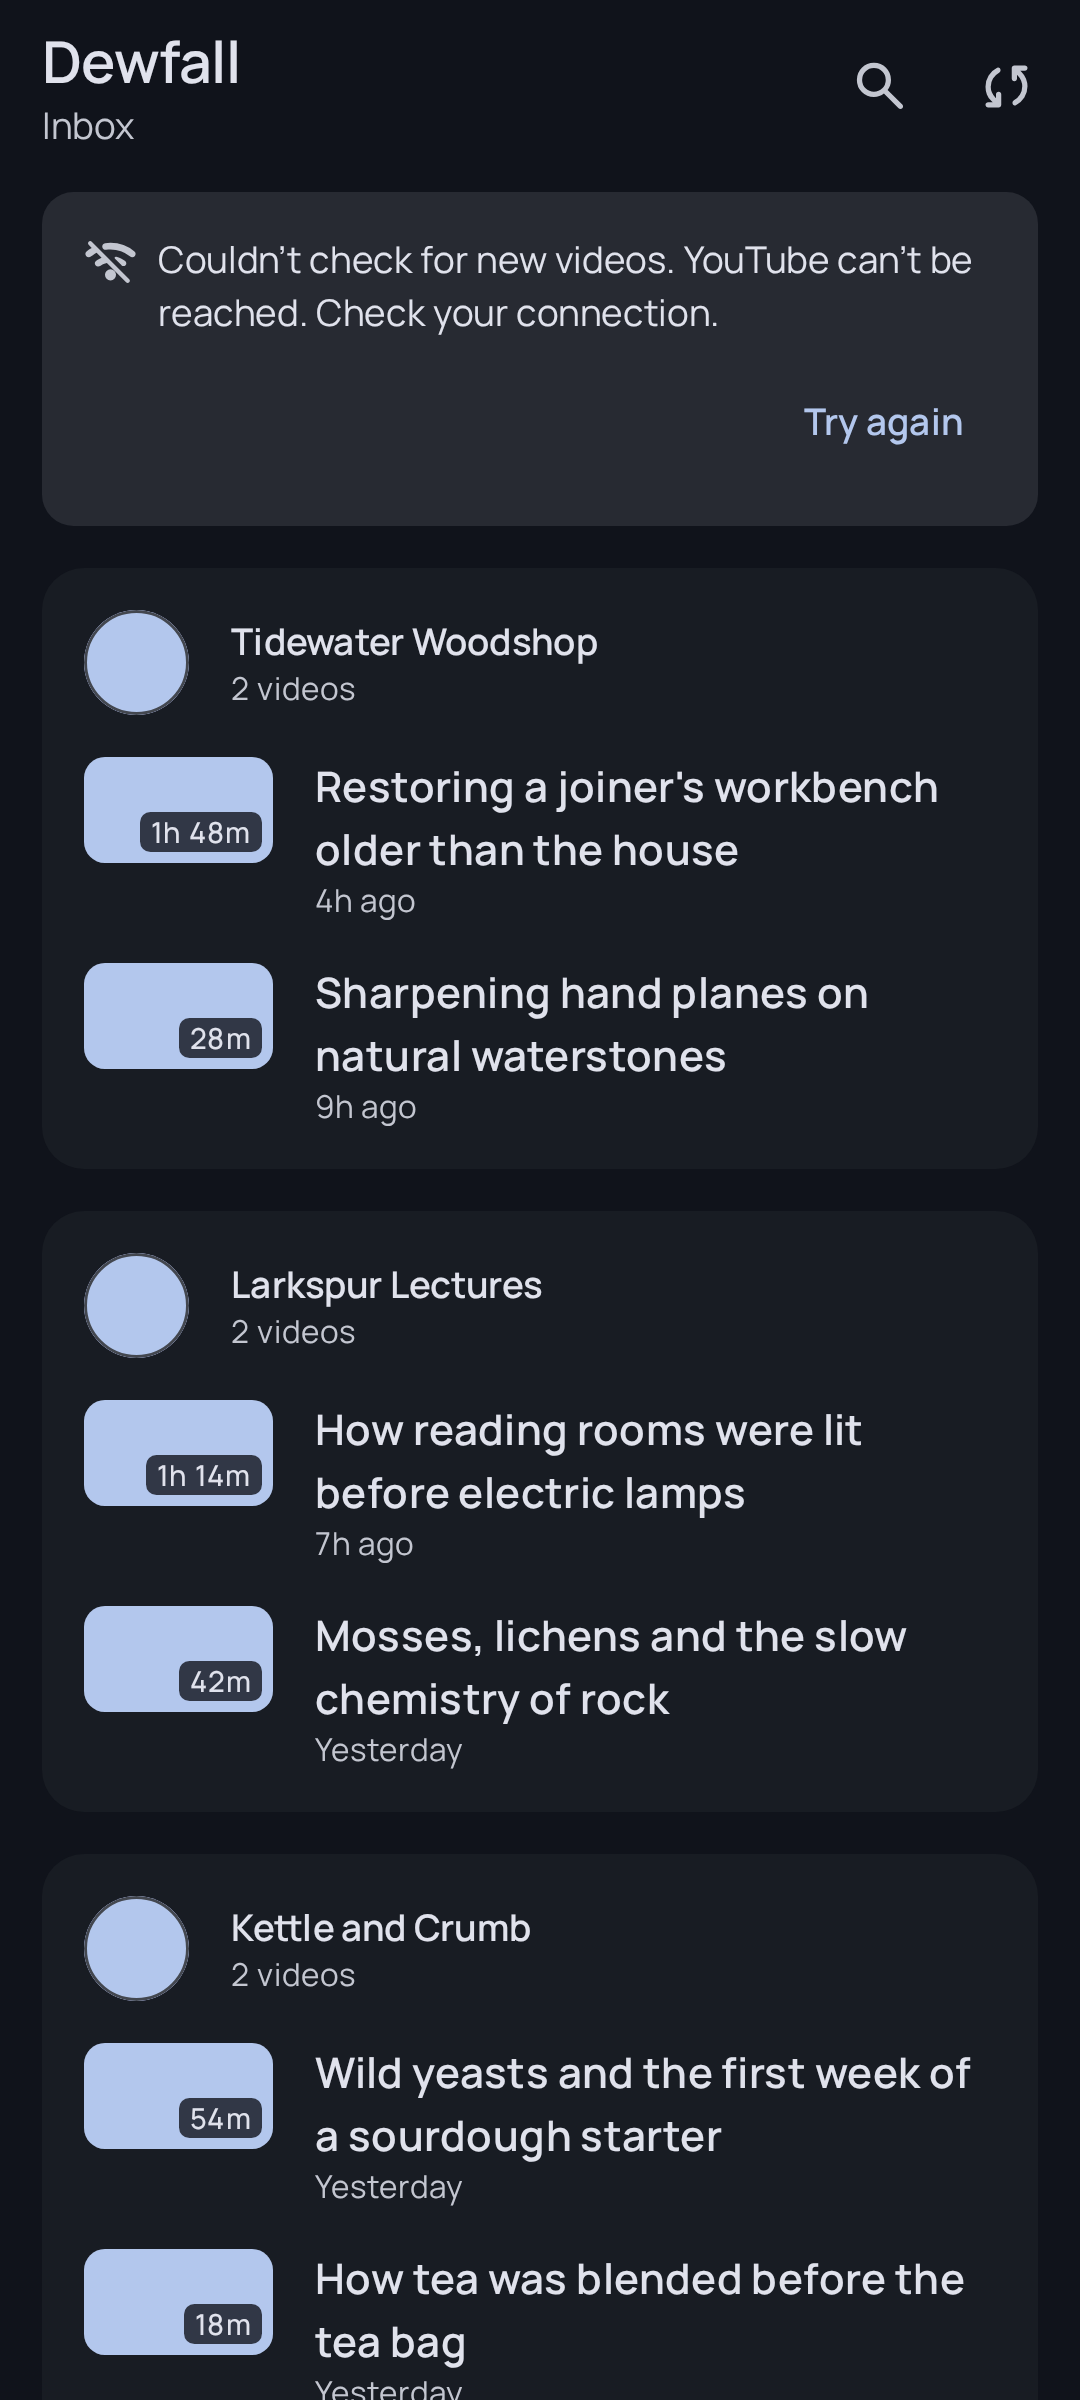 Dewfall
Inbox
Couldn’t check for new videos. YouTube can’t be
reached. Check your connection.
Try again
Tidewater Woodshop
2 videos
1h 48m
Restoring a joiner's workbench
older than the house
4h ago
28m
Sharpening hand planes on
natural waterstones
9h ago
Larkspur Lectures
2 videos
1h 14m
How reading rooms were lit
before electric lamps
7h ago
42m
Mosses, lichens and the slow
chemistry of rock
Yesterday
Kettle and Crumb
2 videos
54m
Wild yeasts and the first week of
a sourdough starter
Yesterday
18m
How tea was blended before the
tea bag
Yesterday